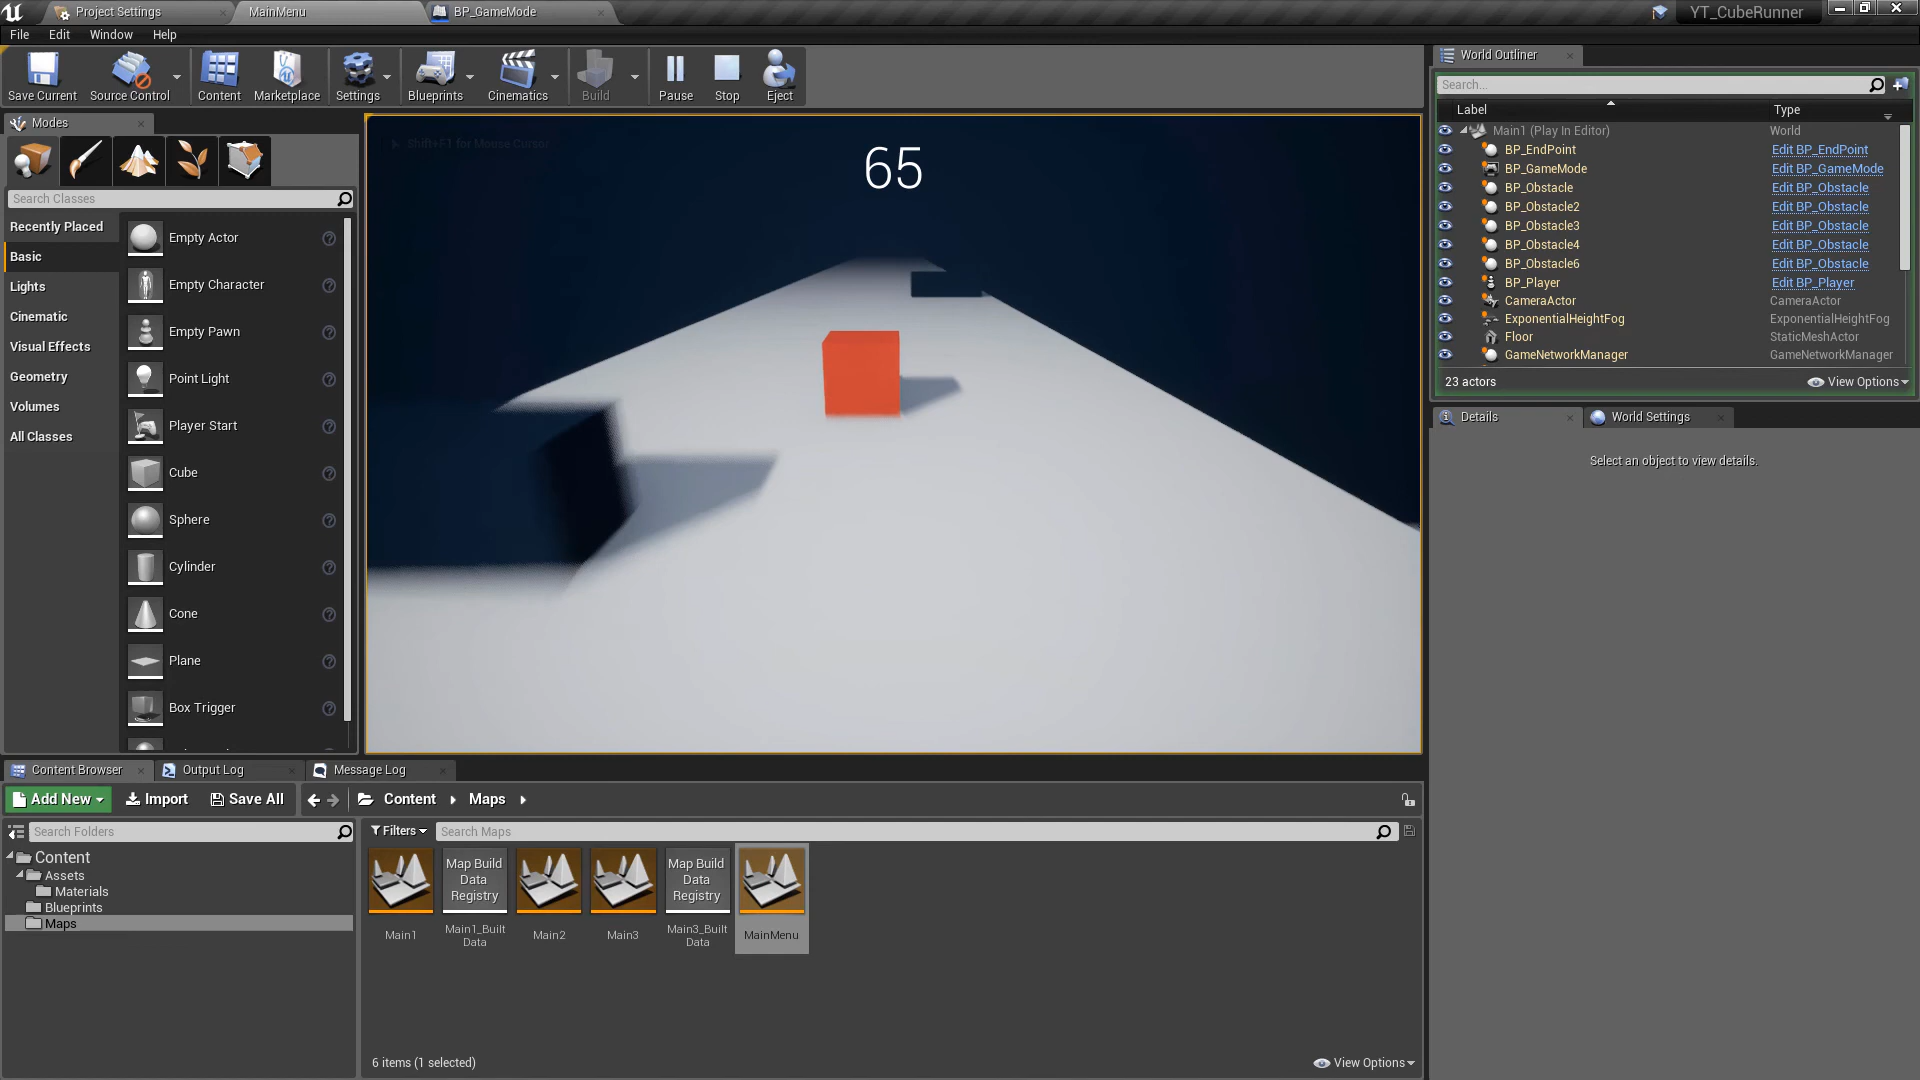 Project Settings
MainMenu
BP_GameMode
YT_CubeRunner
File
Edit
Window
Help
Save Current
Source Control
Content
Marketplace
Settings
Blueprints
Cinematics
Build
Pause
Stop
Eject
Modes
Search Classes
Recently Placed
Basic
Lights
Cinematic
Visual Effects
Geometry
Volumes
All Classes
Empty Actor
Empty Character
Empty Pawn
Point Light
Player Start
Cube
Sphere
Cylinder
Cone
Plane
Box Trigger
Shift+F1 for Mouse Cursor
65
World Outliner
Search...
Label
Type
Main1 (Play In Editor)
World
BP_EndPoint
Edit BP_EndPoint
BP_GameMode
Edit BP_GameMode
BP_Obstacle
Edit BP_Obstacle
BP_Obstacle2
Edit BP_Obstacle
BP_Obstacle3
Edit BP_Obstacle
BP_Obstacle4
Edit BP_Obstacle
BP_Obstacle6
Edit BP_Obstacle
BP_Player
Edit BP_Player
CameraActor
CameraActor
ExponentialHeightFog
ExponentialHeightFog
Floor
StaticMeshActor
GameNetworkManager
GameNetworkManager
23 actors
View Options
Details
World Settings
Select an object to view details.
Content Browser
Output Log
Message Log
Add New
Import
Save All
Content
Maps
Search Folders
Content
Assets
Materials
Blueprints
Maps
Filters
Search Maps
Main1
Map Build
Data
Registry
Main1_Built
Data
Main2
Main3
Map Build
Data
Registry
Main3_Built
Data
MainMenu
6 items (1 selected)
View Options